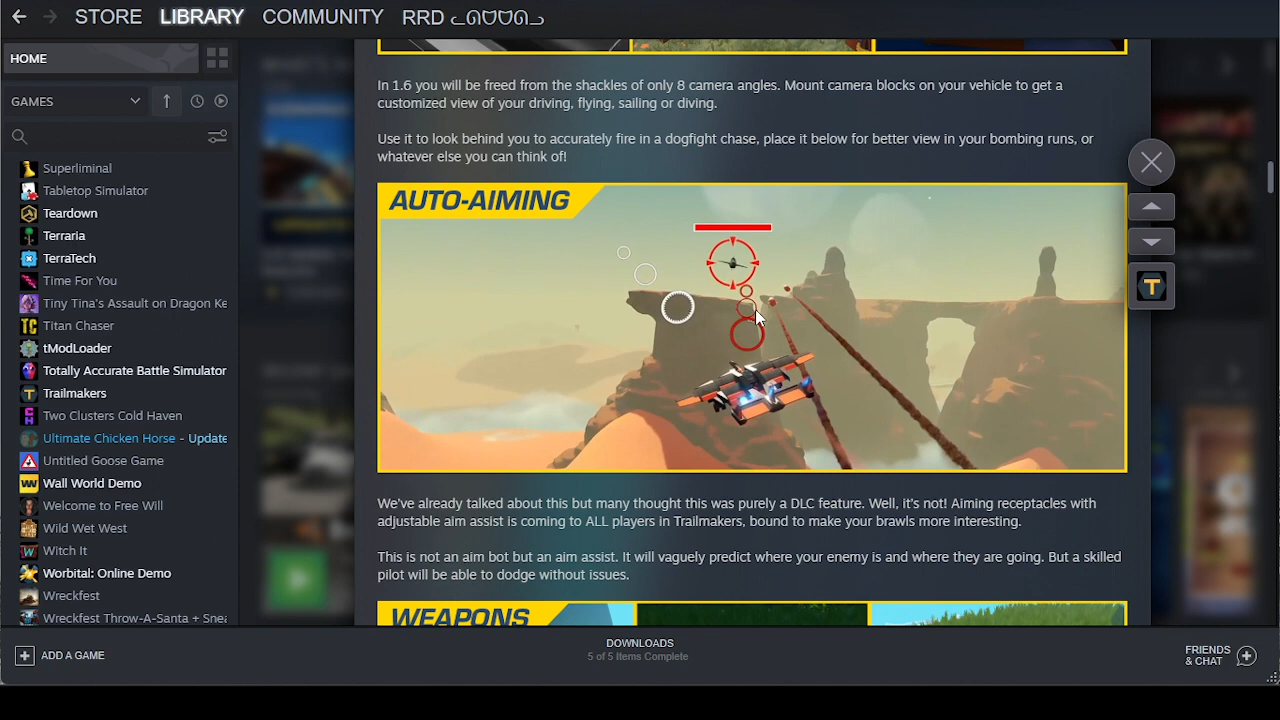 STORE LIBRARY COMMUNITY RRD
HOME
GAMES
Superliminal
Tabletop Simulator
Teardown
Terraria
TerraTech
Time For You
Tiny Tina's Assault on Dragon Ke
Titan Chaser
tModLoader
Totally Accurate Battle Simulator
Trailmakers
Two Clusters Cold Haven
Ultimate Chicken Horse - Update
Untitled Goose Game
Wall World Demo
Welcome to Free Will
Wild Wet West
Witch It
Worbital: Online Demo
Wreckfest
Wreckfest Throw-A-Santa + Snea
In 1.6 you will be freed from the shackles of only 8 camera angles. Mount camera blocks on your vehicle to get a
customized view of your driving, flying, sailing or diving.
Use it to look behind you to accurately fire in a dogfight chase, place it below for better view in your bombing runs, or
whatever else you can think of!
AUTO-AIMING
We've already talked about this but many thought this was purely a DLC feature. Well, it's not! Aiming receptacles with
adjustable aim assist is coming to ALL players in Trailmakers, bound to make your brawls more interesting.
This is not an aim bot but an aim assist. It will vaguely predict where your enemy is and where they are going. But a skilled
pilot will be able to dodge without issues.
WEAPONS
ADD A GAME
DOWNLOADS
5 of 5 Items Complete
FRIENDS
& CHAT